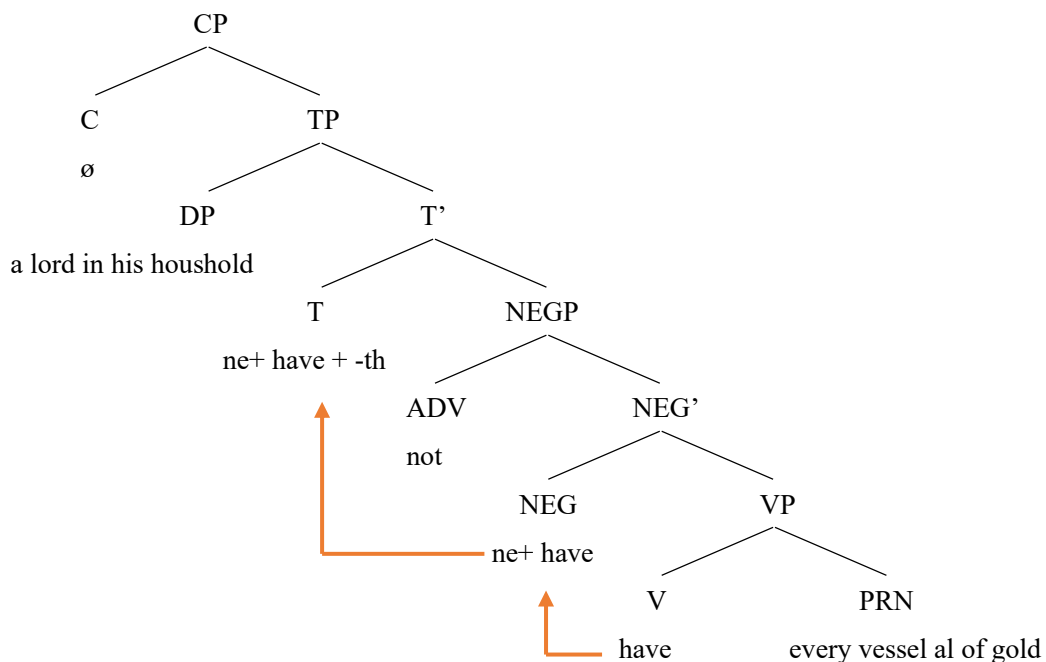 CP
C TP
ø
DP T’
a lord in his houshold
T NEGP
ne+ have + -th
ADV NEG’
not
NEG VP
ne+ have
V PRN
have every vessel al of gold